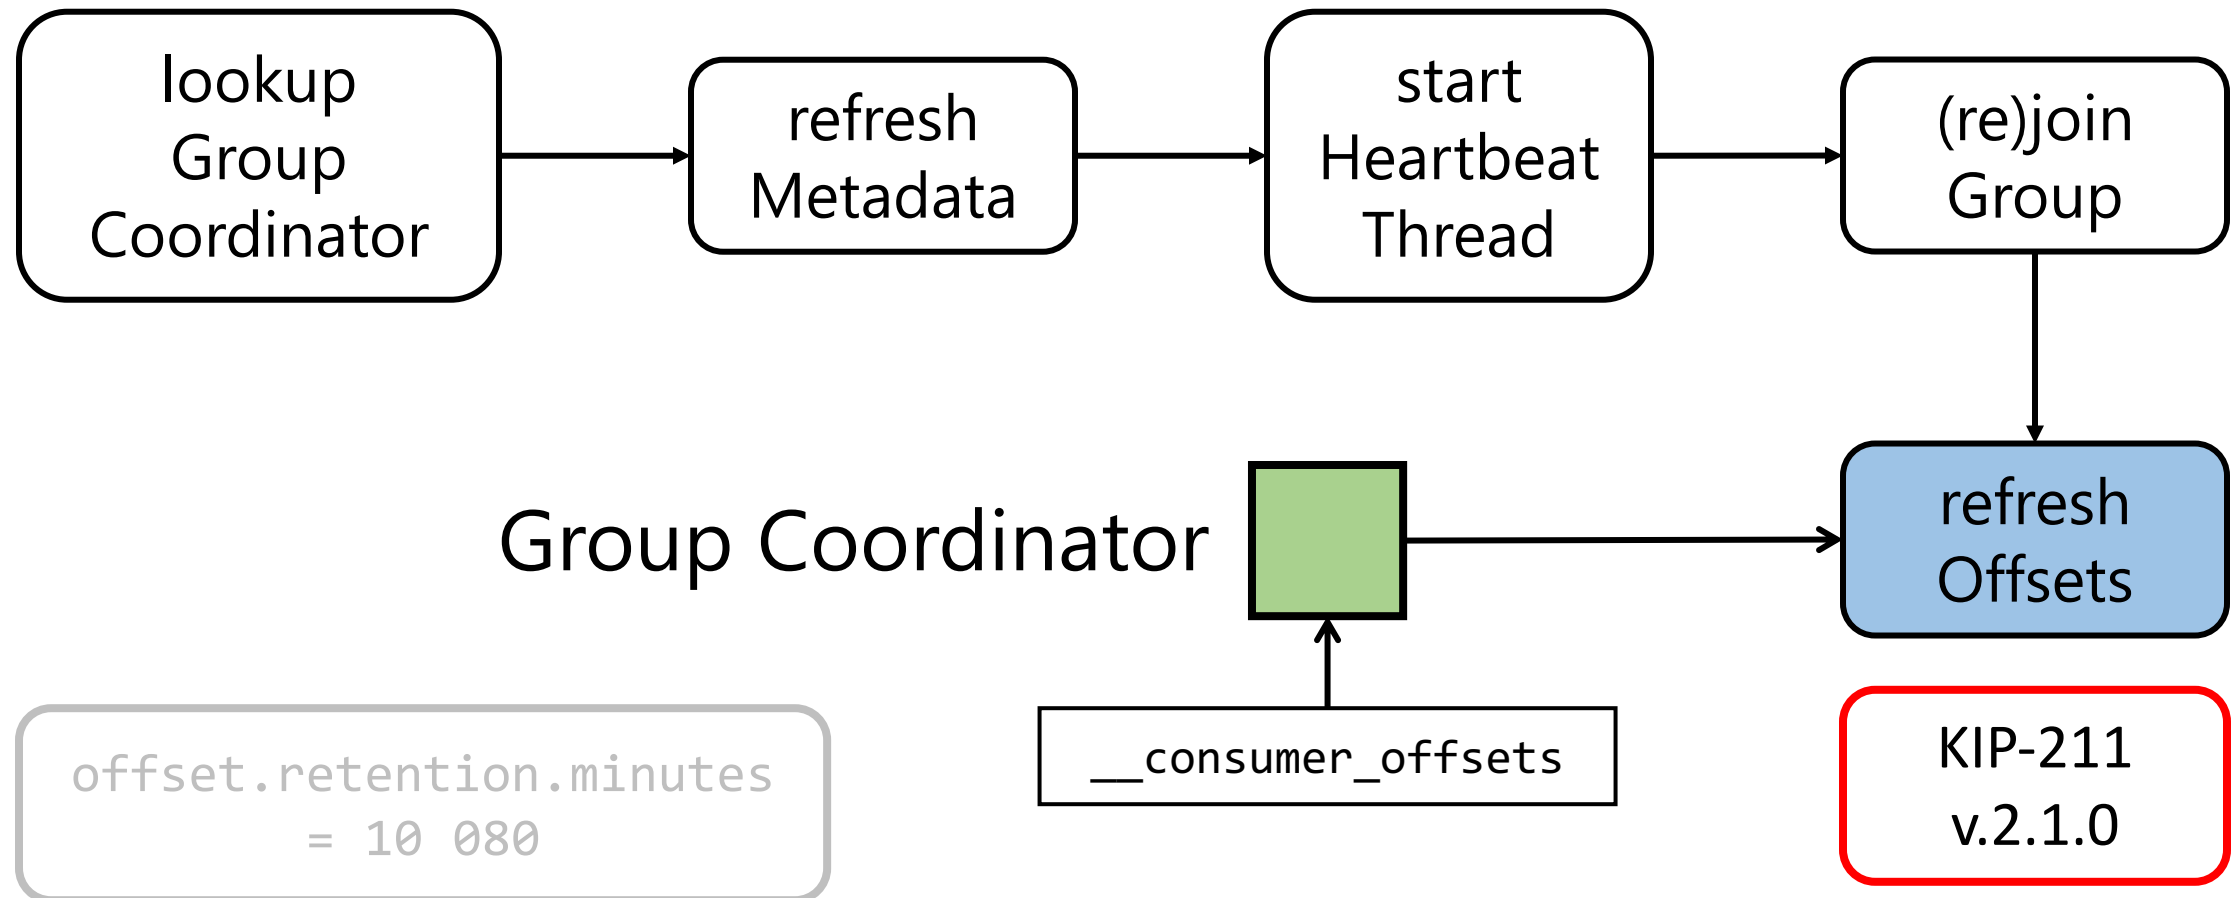 lookup
Group
Coordinator
refresh
Metadata
start
Heartbeat
Thread
(re)join
Group
Group Coordinator
refresh
Offsets
__consumer_offsets
offset.retention.minutes
= 10 080
KIP-211
v.2.1.0